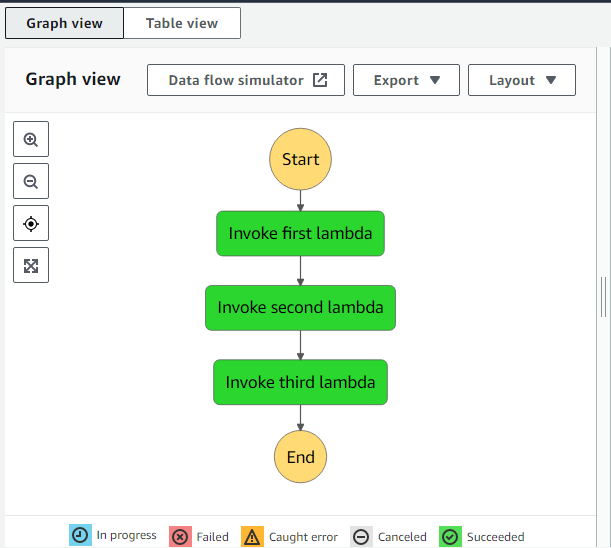 Graph view Table view
Graph view Data flow simulator Export Layout
Start
Invoke first lambda
Invoke second lambda
Invoke third lambda
End
In progress Failed Caught error Canceled Succeeded